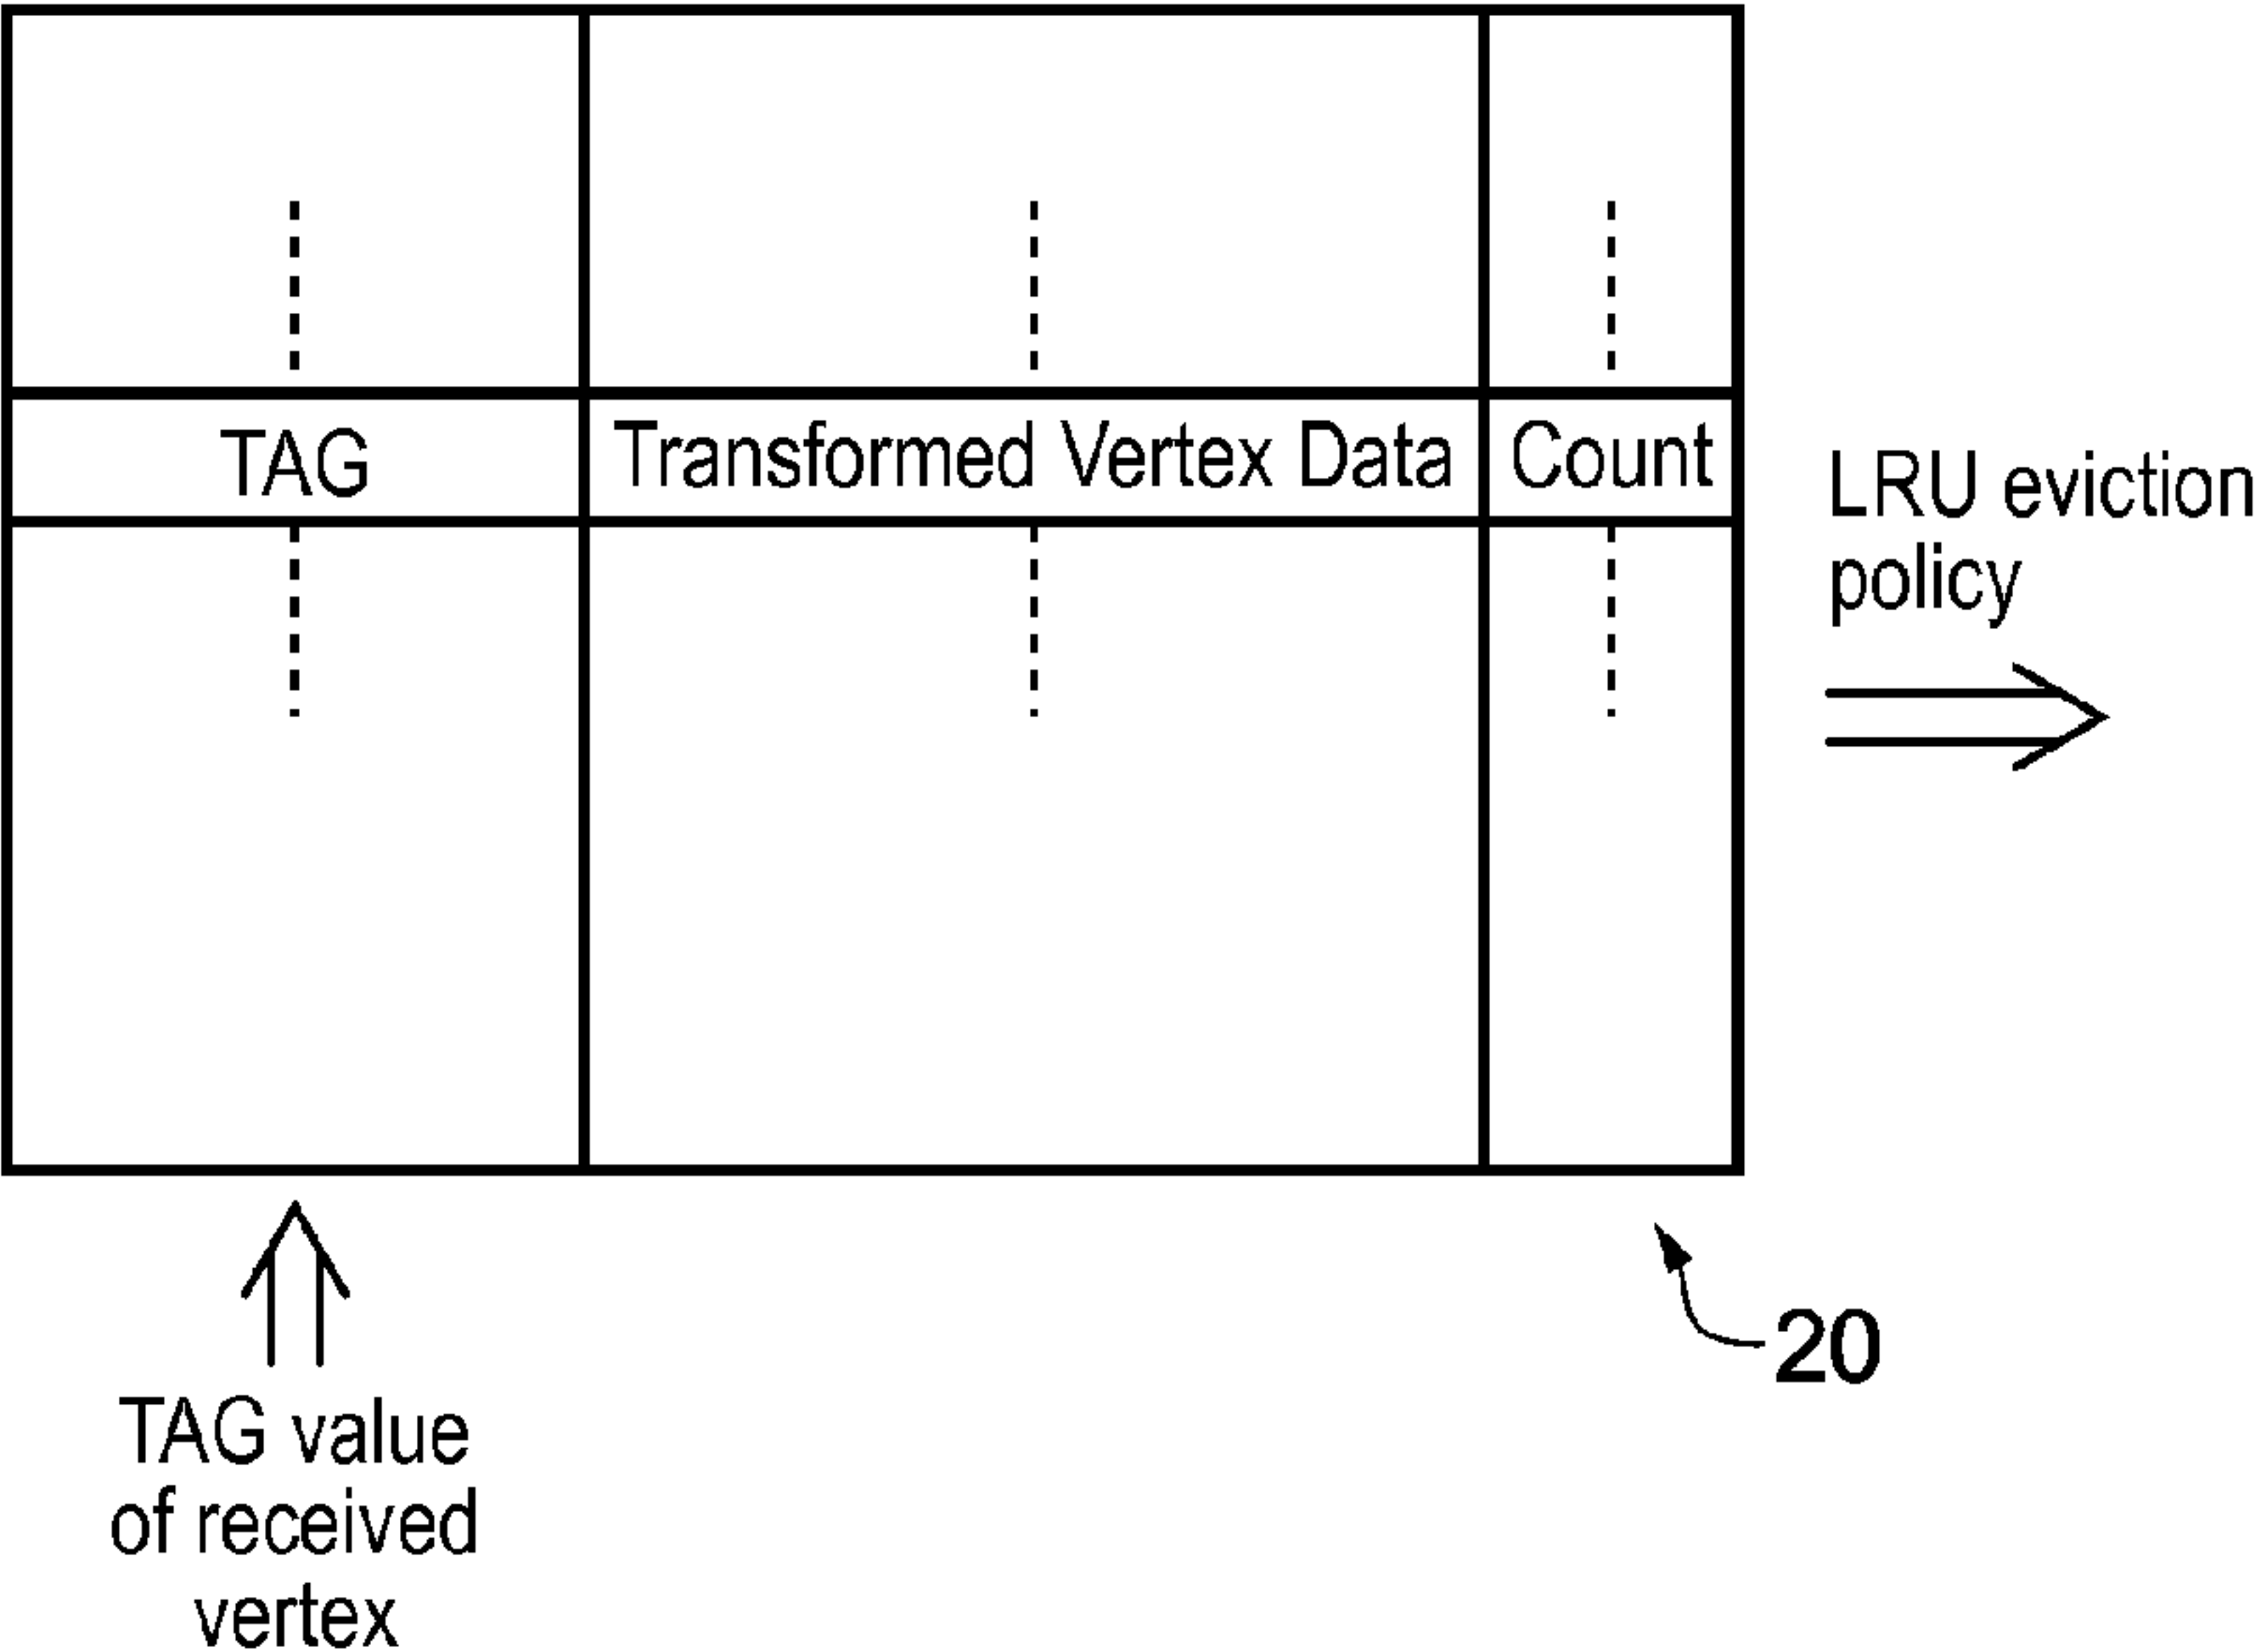 TAG Transformed Vertex Data Count
LRU eviction
policy
20
TAG value
of received
vertex